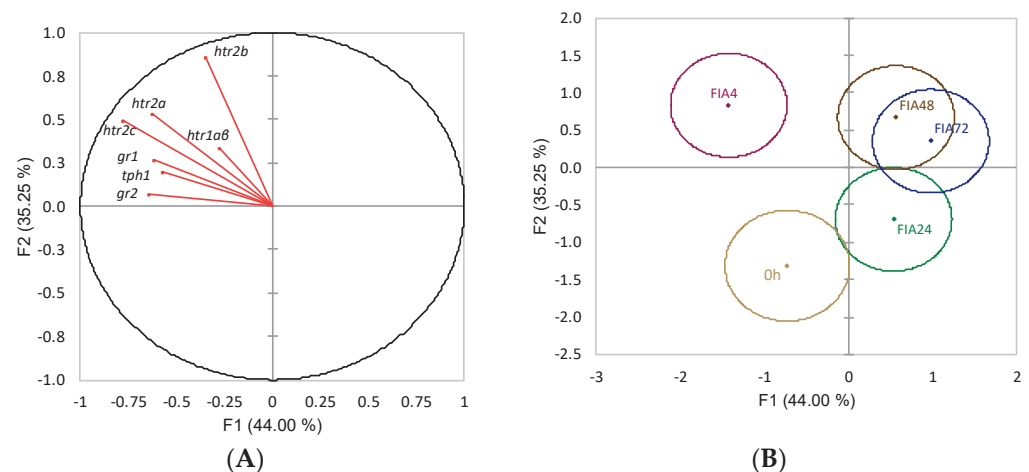 1.0
0.8
0.5
0.3
0.0
-0.3
-0.5
-0.8
-1.0
F2 (35.25 %)
htr2b
htr2a
htr2c
htr1aβ
gr1
tph1
gr2
-1 -0.75 -0.5 -0.25 0 0.25 0.5 0.75 1
F1 (44.00 %)
(A)
2.0
1.5
1.0
0.5
0.0
-0.5
-1.0
-1.5
-2.0
-2.5
F2 (35.25 %)
B)
FIA4
FIA48
FIA72
FIA24
0h
-3 -2 -1 0 1 2
F1 (44.00 %)
(B)
A)